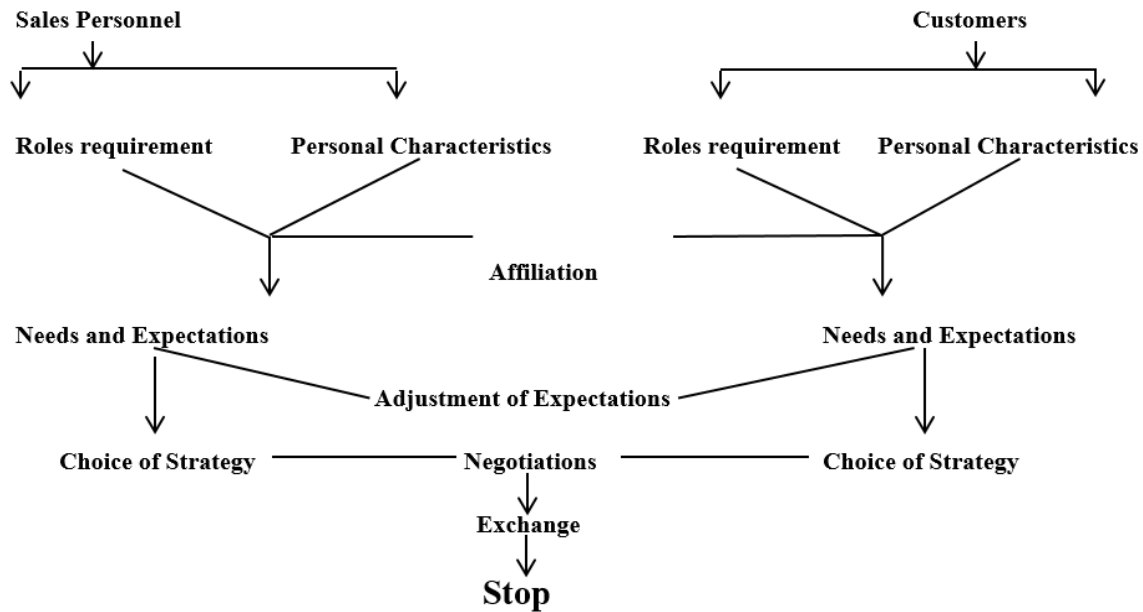 Sales Personnel
Customers
Roles requirement
Personal Characteristics
Roles requirement
Personal Characteristics
Affiliation
Needs and Expectations
Needs and Expectations
Adjustment of Expectations
Choice of Strategy
Negotiations
Choice of Strategy
Exchange
Stop